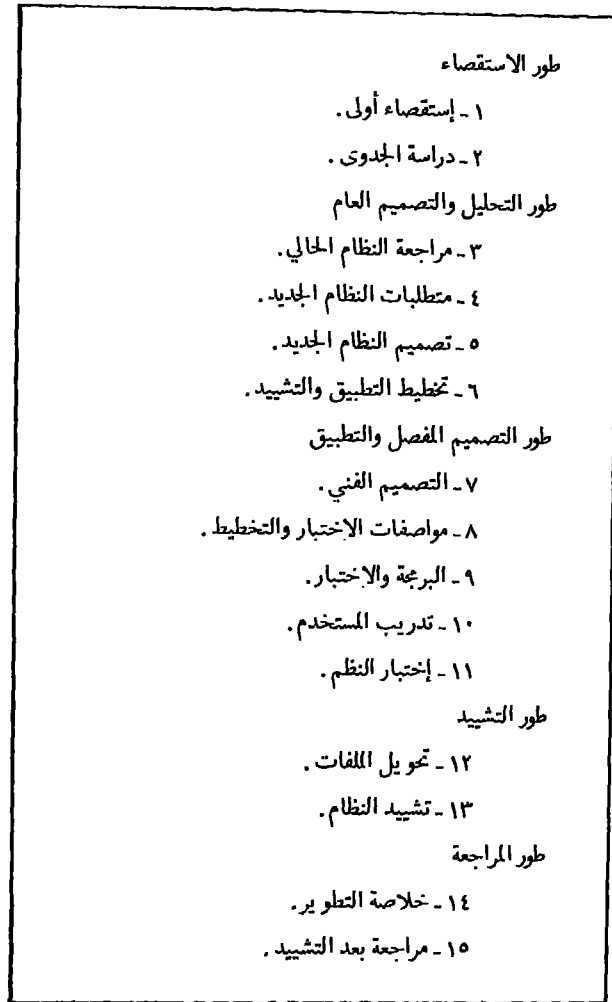 طور الاستقصاء
١ - إستقصاء أولى .
٢ - دراسة الجدوى .
طور التحليل والتصميم العام
٣ - مراجعة النظام الحالي .
٤ - متطلبات النظام الجديد .
٥ - تصميم النظام الجديد .
٦ - تخطيط التطبيق والتشييد .
طور التصميم المفصل والتطبيق
٧ - التصميم الفني .
٨ - مواصفات الإختبار والتخطيط .
٩ - البرمجة والإختبار .
١٠ - تدريب المستخدم .
١١ - إختبار النظم .
طور التشييد
١٢ - تحويل الملفات .
١٣ - تشييد النظام .
طور المراجعة
١٤ - خلاصة التطوير .
١٥ - مراجعة بعد التشييد .